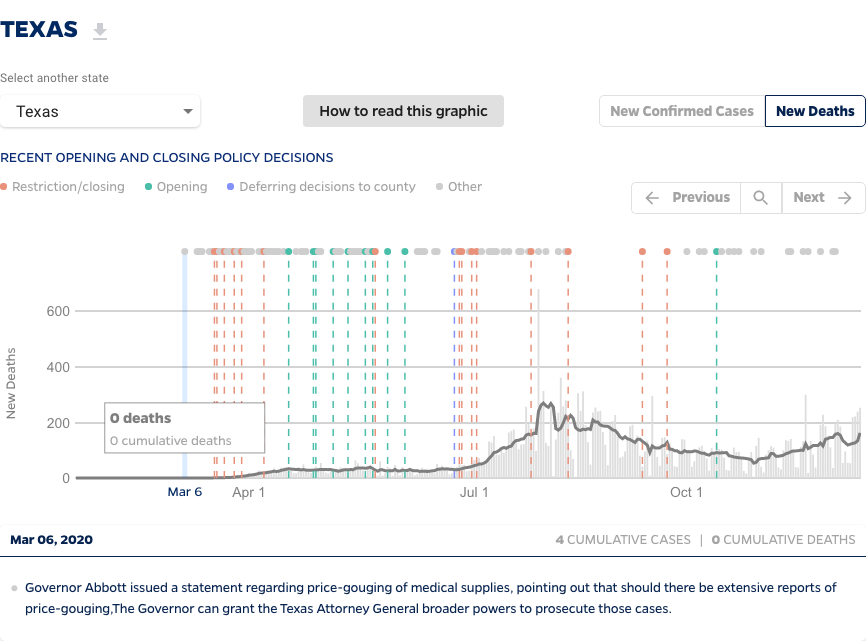 TEXAS
Select another state
Texas
How to read this graphic
New Confirmed Cases
New Deaths
RECENT OPENING AND CLOSING POLICY DECISIONS
Restriction/closing
Opening
Deferring decisions to county
Other
Previous
Next
New Deaths
600
400
200
0
0 deaths
0 cumulative deaths
Mar 6
Apr 1
Jul 1
Oct 1
Mar 06, 2020
4 CUMULATIVE CASES | 0 CUMULATIVE DEATHS
Governor Abbott issued a statement regarding price-gouging of medical supplies, pointing out that should there be extensive reports of
price-gouging,The Governor can grant the Texas Attorney General broader powers to prosecute those cases.